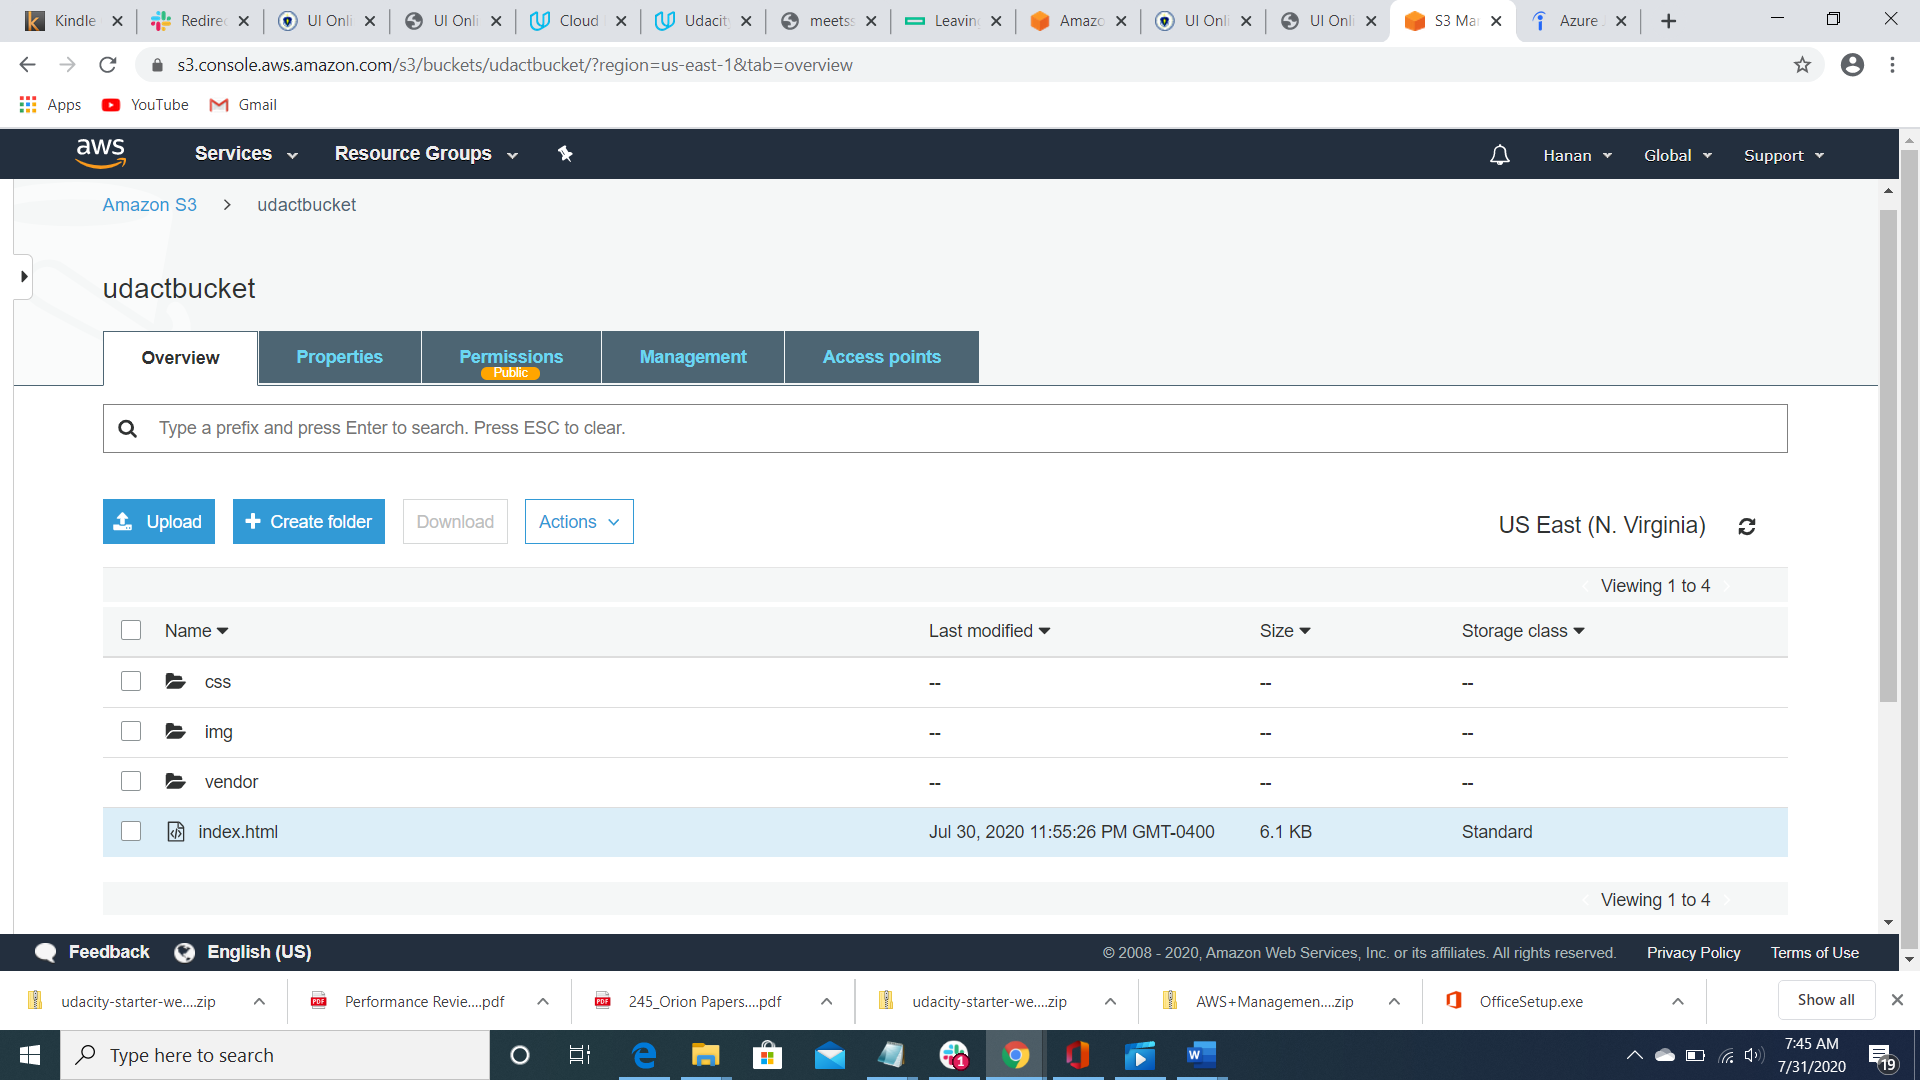 Kindle
Redirec
UI Onli
UI Onli
Cloud
Udacity
meetss
Leaving
Amazo
UI Onli
UI Onli
S3 Ma
Azure
s3.console.aws.amazon.com/s3/buckets/udactbucket/?region=us-east-1&tab=overview
Apps YouTube Gmail
aws Services Resource Groups Hanan Global Support
Amazon S3 > udactbucket
udactbucket
Overview Properties Permissions Management Access points
Public
Type a prefix and press Enter to search. Press ESC to clear.
Upload + Create folder Download Actions US East (N. Virginia)
Viewing 1 to 4
Name Last modified Size Storage class
css -- -- --
img -- -- --
vendor -- -- --
index.html Jul 30, 2020 11:55:26 PM GMT-0400 6.1 KB Standard
Viewing 1 to 4
Feedback English (US) © 2008 - 2020, Amazon Web Services, Inc. or its affiliates. All rights reserved. Privacy Policy Terms of Use
udacity-starter-we....zip Performance Revie....pdf 245_Orion Papers....pdf udacity-starter-we....zip AWS+Managemen....zip OfficeSetup.exe Show all
Type here to search
1
7:45 AM
7/31/2020
19